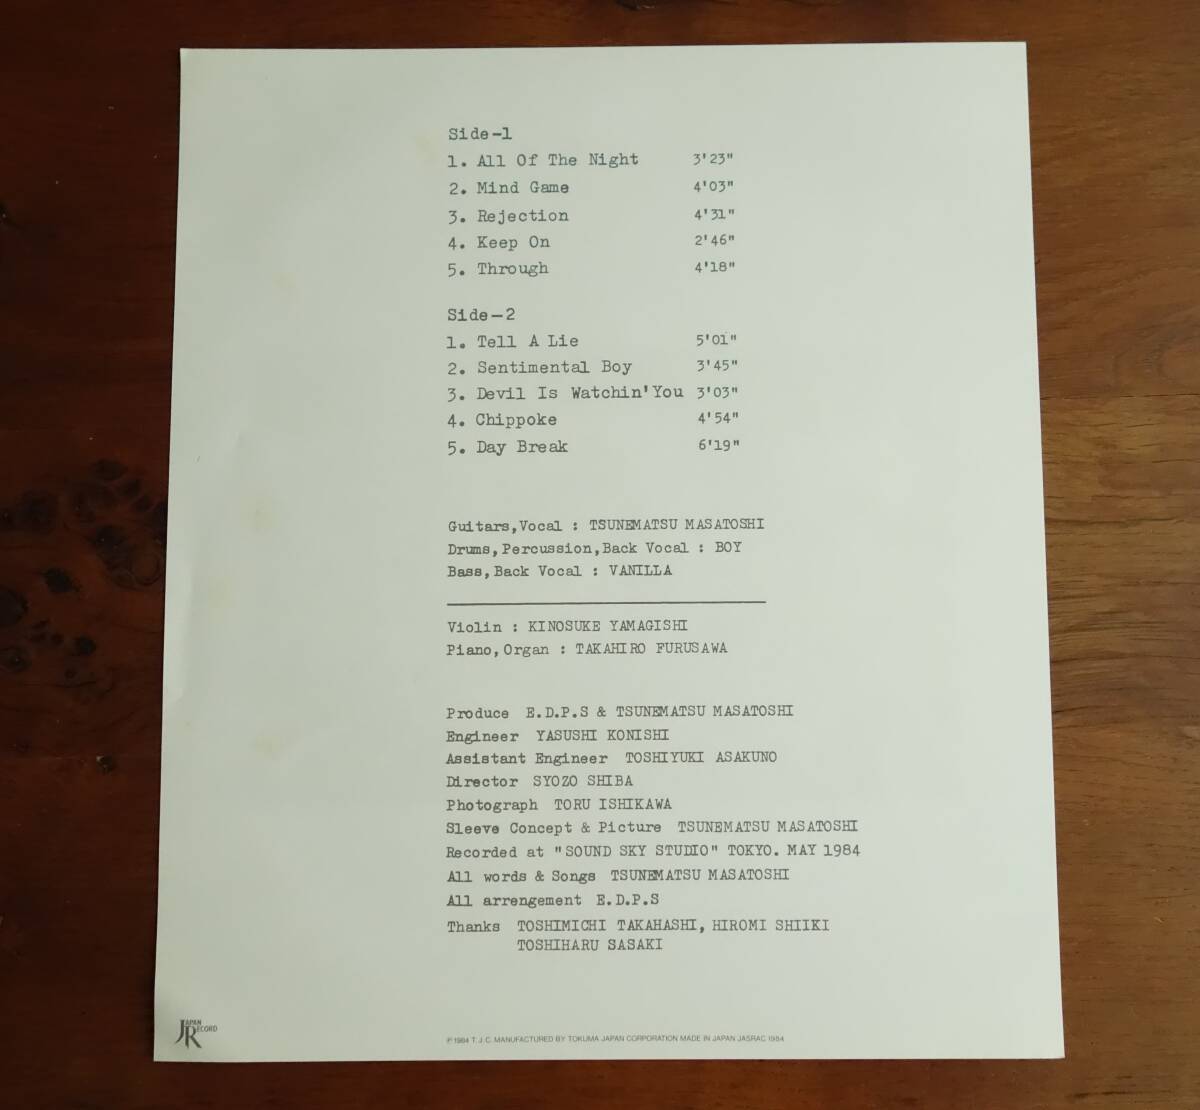 Side-1
1. All Of The Night 3'23"
2. Mind Game 4'03"
3. Rejection 4'31"
4. Keep On 2'46"
5. Through 4'18"
Side-2
1. Tell A Lie 5'01"
2. Sentimental Boy 3'45"
3. Devil Is Watchin' You 3'03"
4. Chippoke 4'54"
5. Day Break 6'19"
Guitars,Vocal : TSUNEMATSU MASATOSHI
Drums,Percussion,Back Vocal : BOY
Bass,Back Vocal : VANILLA
Violin : KINOSUKE YAMAGISHI
Piano,Organ : TAKAHIRO FURUSAWA
Produce E.D.P.S & TSUNEMATSU MASATOSHI
Engineer YASUSHI KONISHI
Assistant Engineer TOSHIYUKI ASAKUNO
Director SYOZO SHIBA
Photograph TORU ISHIKAWA
Sleeve Concept & Picture TSUNEMATSU MASATOSHI
Recorded at "SOUND SKY STUDIO" TOKYO. MAY 1984
All words & Songs TSUNEMATSU MASATOSHI
All arrengement E.D.P.S
Thanks TOSHIMICHI TAKAHASHI, HIROMI SHIIKI
TOSHIHARU SASAKI
JAPAN
RECORD
℗1984 T. J. C. MANUFACTURED BY TOKUMA JAPAN CORPORATION MADE IN JAPAN JASRAC 1984